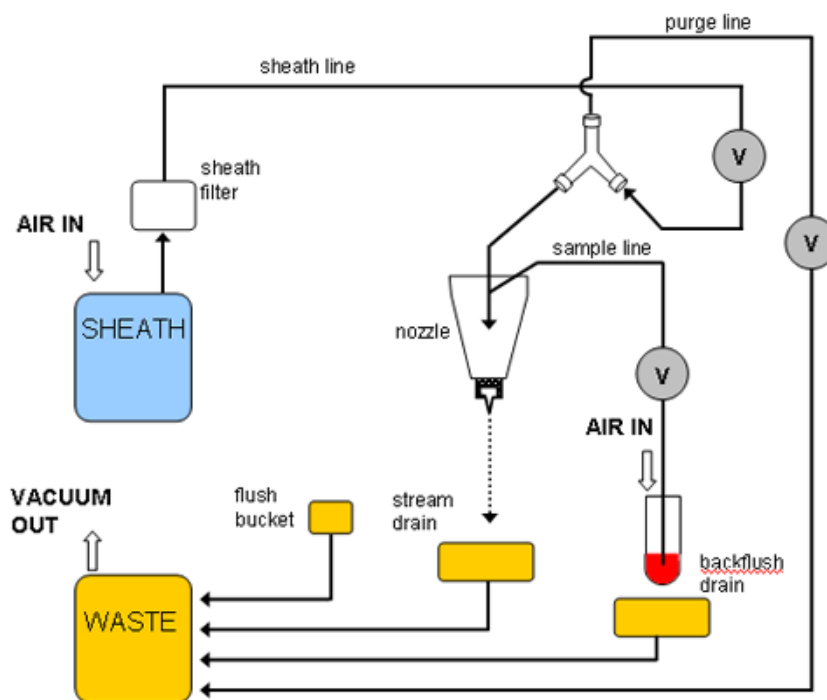 purge line
sheath line
sheath
filter
V
AIR IN
V
sample line
SHEATH
nozzle
V
AIR IN
VACUUM
OUT
flush
bucket
stream
drain
backflush
drain
WASTE